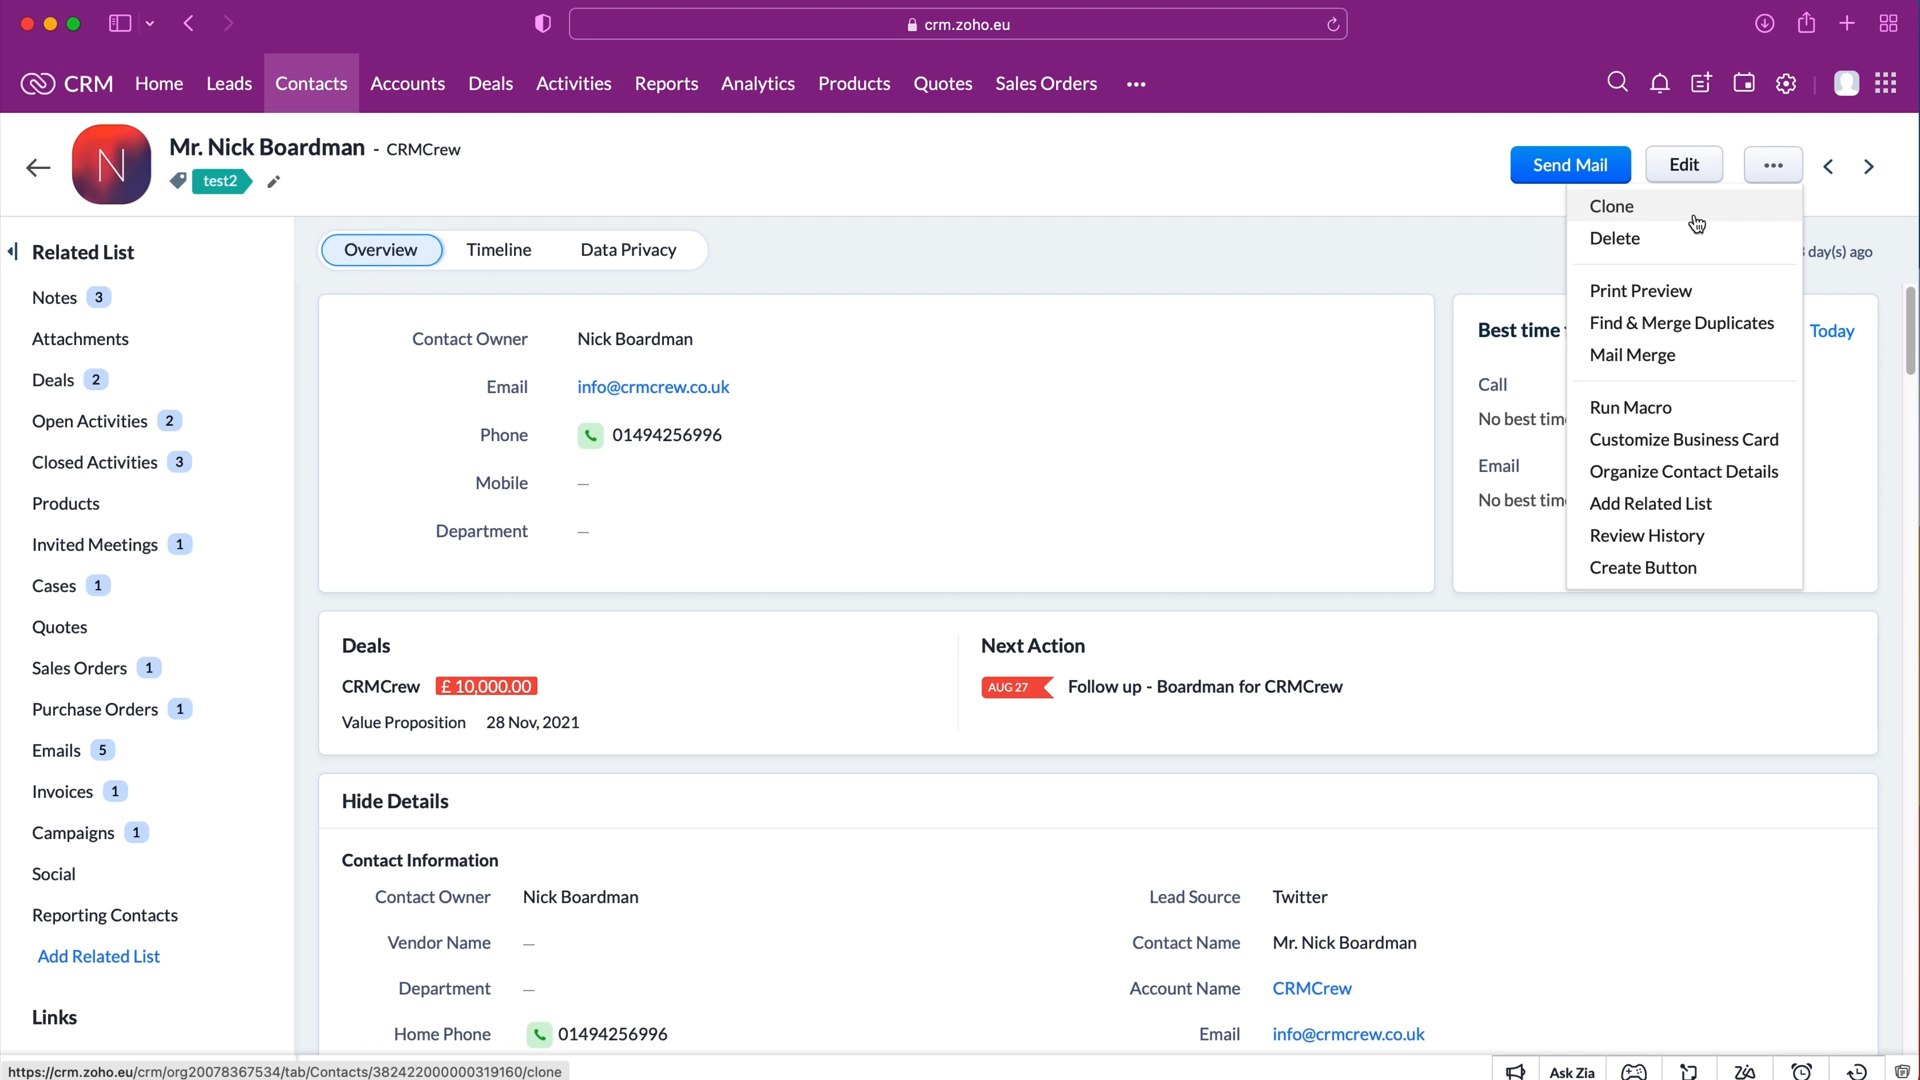 crm.zoho.eu
CRM Home Leads Contacts Accounts Deals Activities Reports Analytics Products Quotes Sales Orders
N
Mr. Nick Boardman - CRMCrew
test2
Send Mail Edit
Clone
Delete
Print Preview
Find & Merge Duplicates
Mail Merge
Run Macro
Customize Business Card
Organize Contact Details
Add Related List
Review History
Create Button
Related List
Notes 3
Attachments
Deals 2
Open Activities 2
Closed Activities 3
Products
Invited Meetings 1
Cases 1
Quotes
Sales Orders 1
Purchase Orders 1
Emails 5
Invoices 1
Campaigns 1
Social
Reporting Contacts
Add Related List
Links
Overview Timeline Data Privacy
day(s) ago
Contact Owner Nick Boardman
Email info@crmcrew.co.uk
Phone 01494256996
Mobile —
Department —
Best time Today
Call
No best tim
Email
No best tim
Deals
CRMCrew £ 10,000.00
Value Proposition 28 Nov, 2021
Next Action
AUG 27 Follow up - Boardman for CRMCrew
Hide Details
Contact Information
Contact Owner Nick Boardman
Lead Source Twitter
Vendor Name —
Contact Name Mr. Nick Boardman
Department —
Account Name CRMCrew
Home Phone 01494256996
Email info@crmcrew.co.uk
https://crm.zoho.eu/crm/org20078367534/tab/Contacts/382422000000319160/clone
Ask Zia